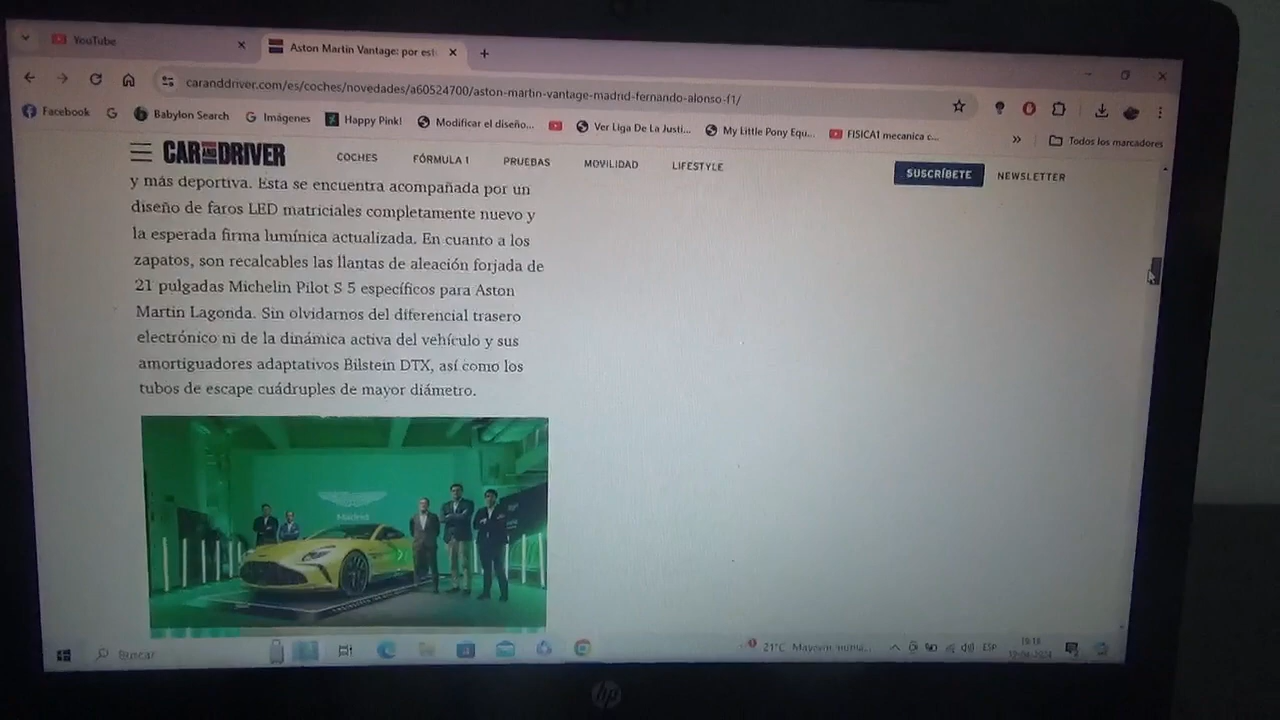 YouTube
Aston Martin Vantage: por est
caranddriver.com/es/coches/novedades/a60524700/aston-martin-vantage-madrid-fernando-alonso-f1/
Facebook
Babylon Search
Imágenes
Happy Pink!
Modificar el diseño...
Ver Liga De La Justi...
My Little Pony Equ...
FISICA1 mecanica c...
»
Todos los marcadores
CAR AND DRIVER
COCHES
FÓRMULA 1
PRUEBAS
MOVILIDAD
LIFESTYLE
SUSCRÍBETE
NEWSLETTER
y más deportiva. Esta se encuentra acompañada por un
diseño de faros LED matriciales completamente nuevo y
la esperada firma lumínica actualizada. En cuanto a los
zapatos, son recalcables las llantas de aleación forjada de
21 pulgadas Michelin Pilot S 5 específicos para Aston
Martin Lagonda. Sin olvidarnos del diferencial trasero
electrónico ni de la dinámica activa del vehículo y sus
amortiguadores adaptativos Bilstein DTX, así como los
tubos de escape cuádruples de mayor diámetro.
Madrid
Buscar
21°C
ESP
hp